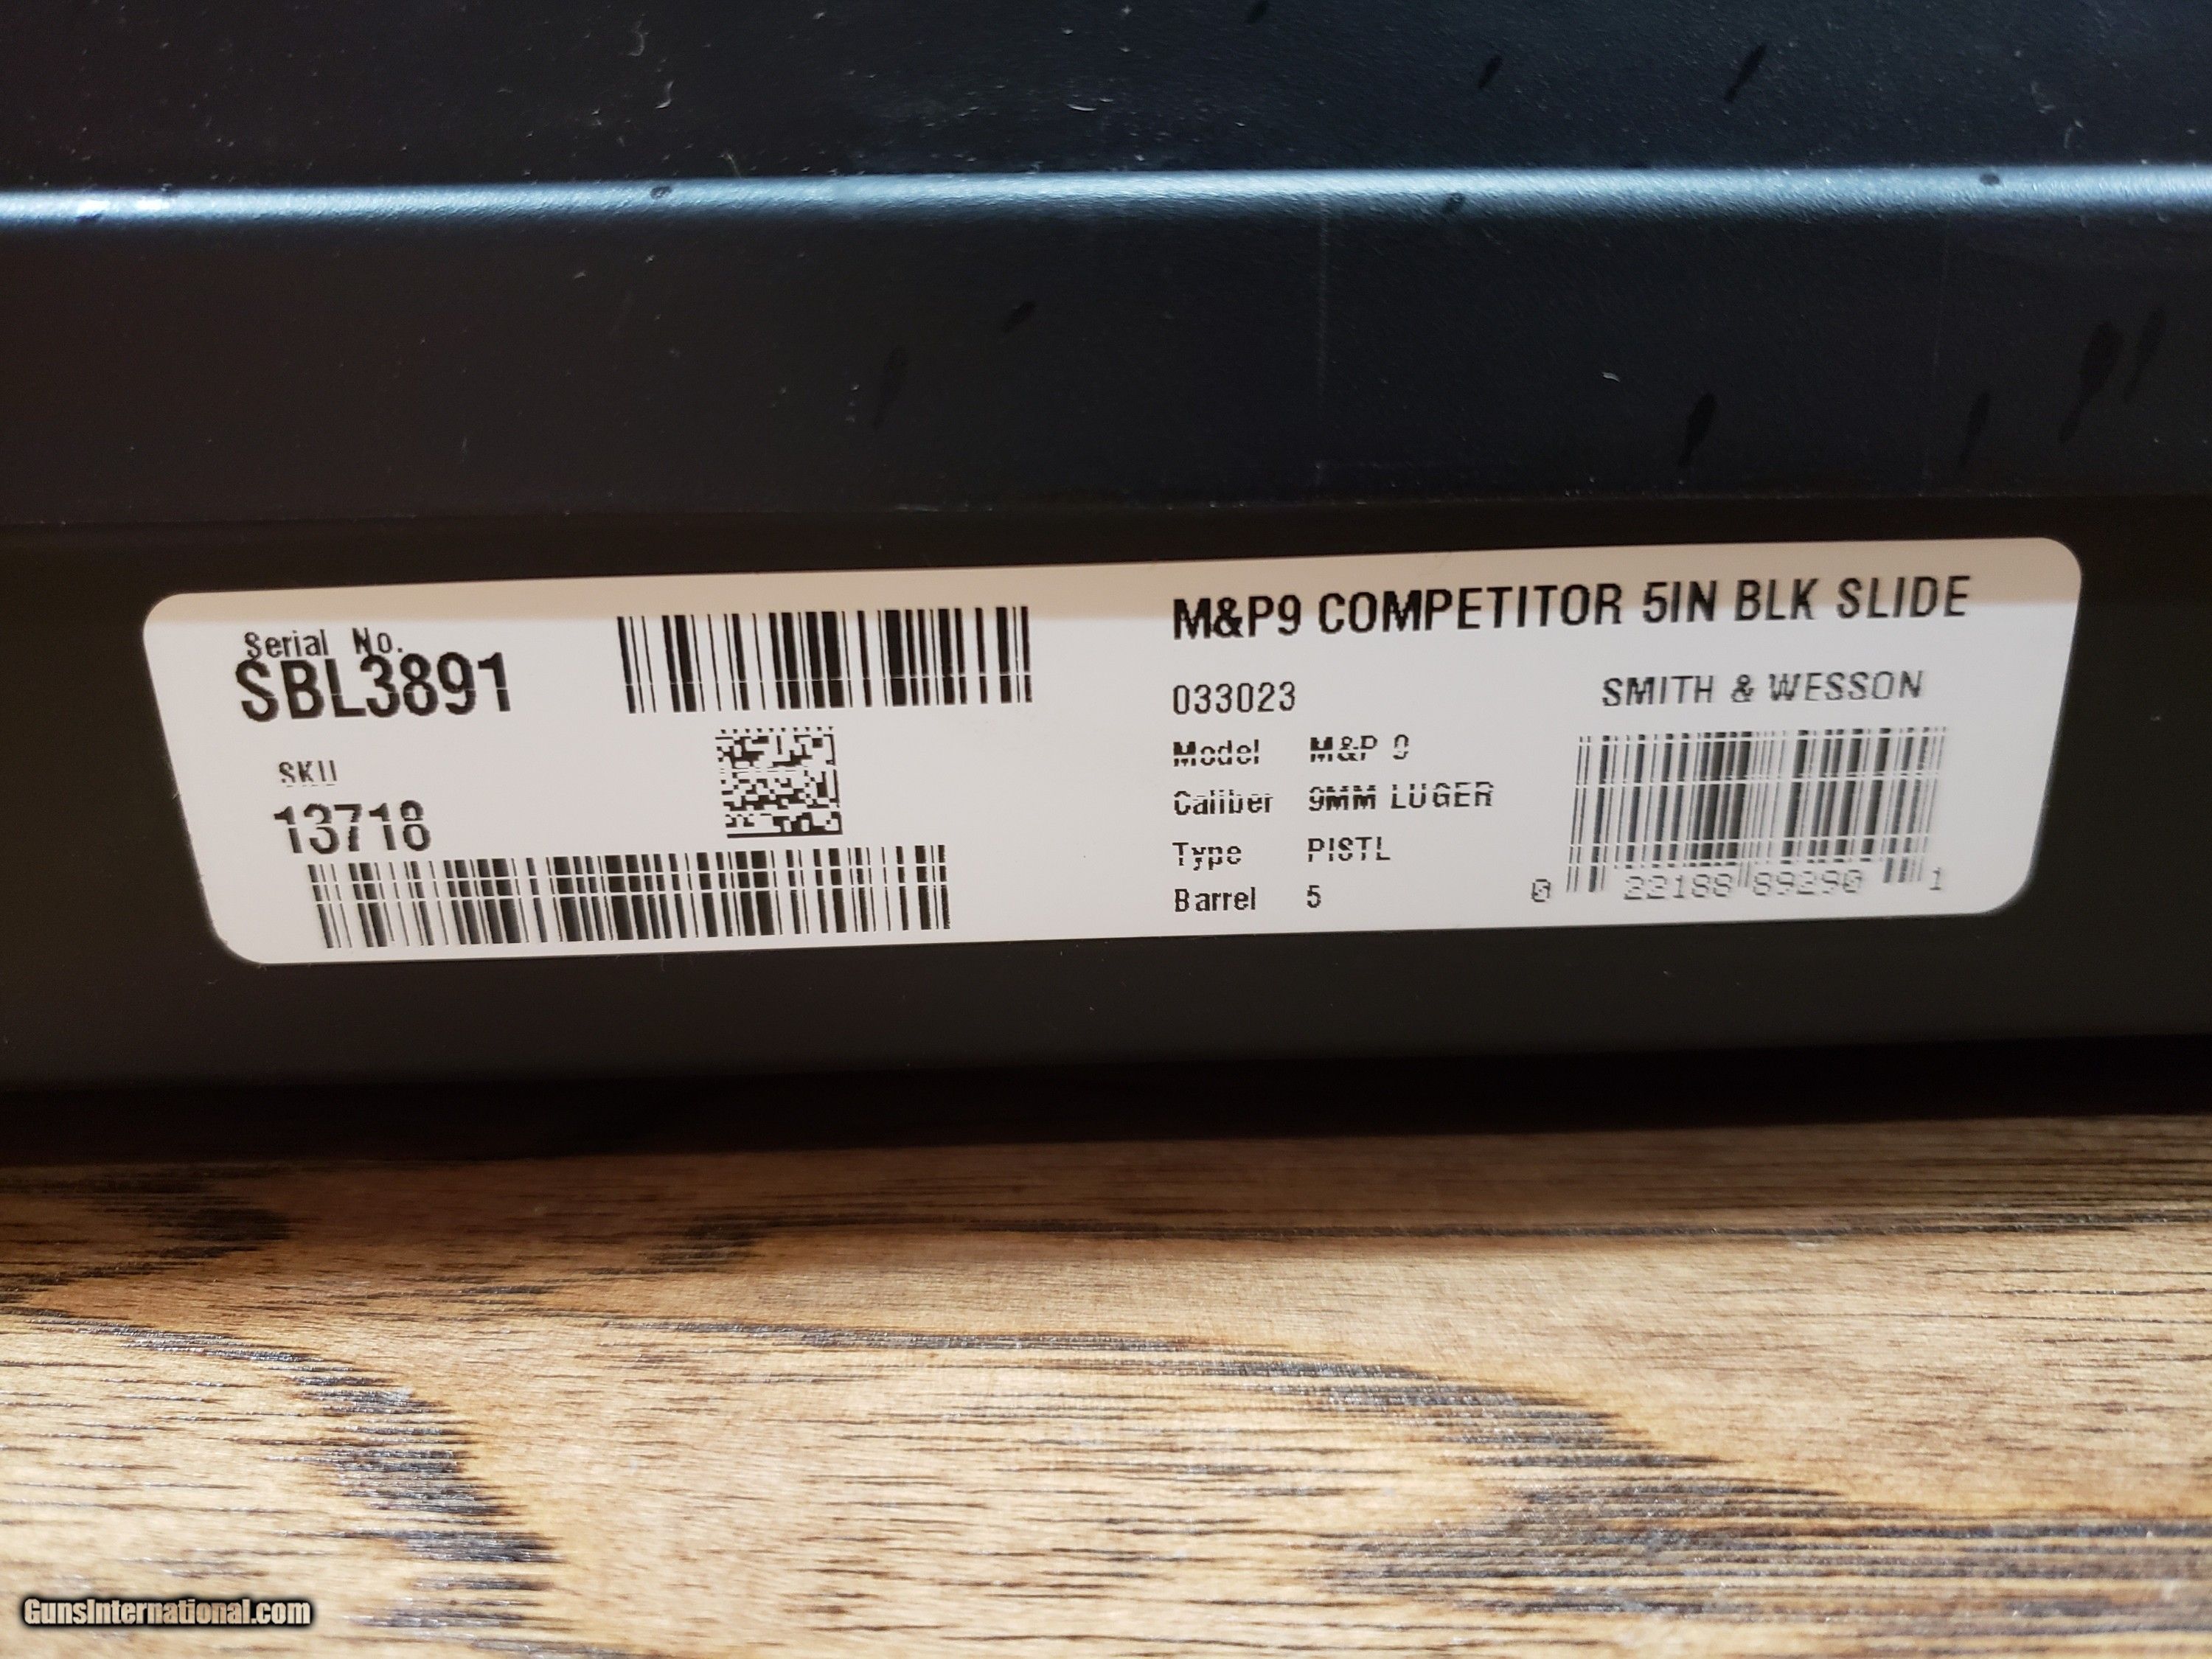 Serial No.
SBL3891
SKU
13718
M&P9 COMPETITOR 5IN BLK SLIDE
033023
SMITH & WESSON
Model M&P 9
Caliber 9MM LUGER
Type PISTL
Barrel 5
0 22188 89290 1
GunsInternational.com